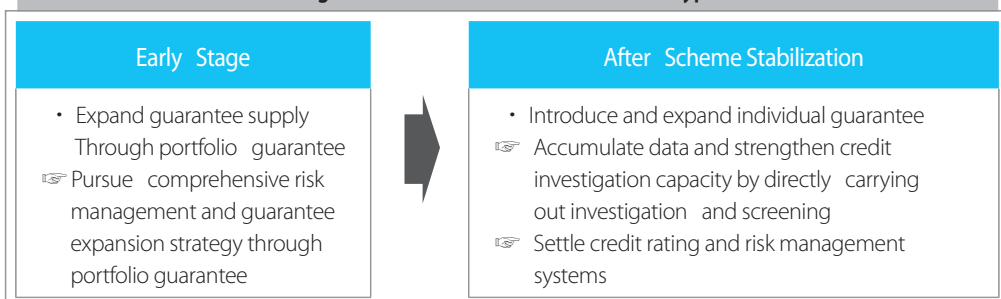 Early Stage
• Expand guarantee supply
Through portfolio guarantee
☞ Pursue comprehensive risk
management and guarantee
expansion strategy through
portfolio guarantee
After Scheme Stabilization
• Introduce and expand individual guarantee
☞ Accumulate data and strengthen credit
investigation capacity by directly carrying
out investigation and screening
☞ Settle credit rating and risk management
systems